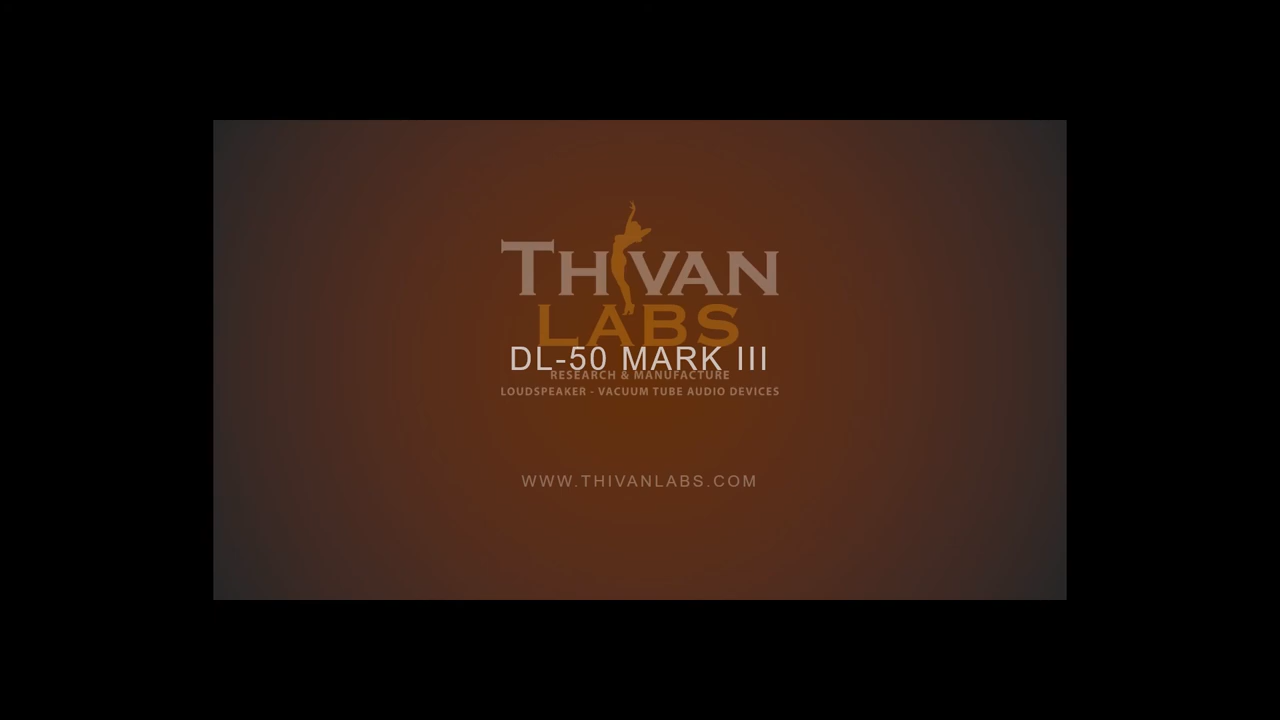 THIVAN
LABS
DL-50 MARK III
RESEARCH & MANUFACTURE
LOUDSPEAKER - VACUUM TUBE AUDIO DEVICES
WWW.THIVANLABS.COM